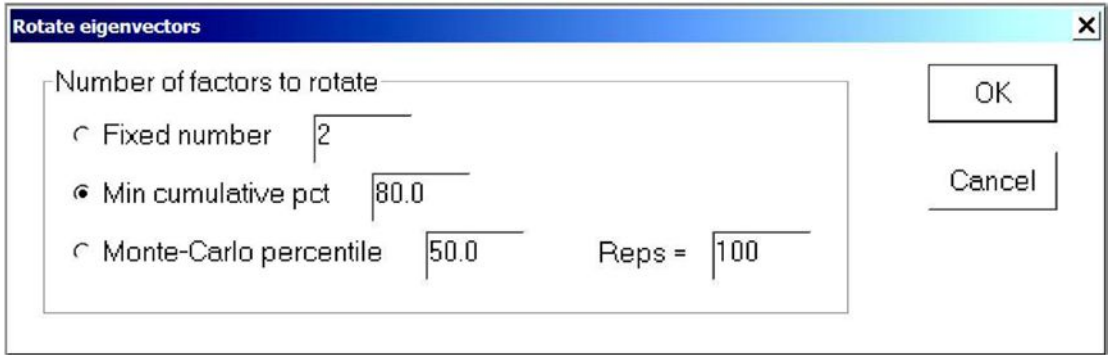 Rotate eigenvectors
Number of factors to rotate
Fixed number 2
Min cumulative pct 80.0
Monte-Carlo percentile 50.0 Reps = 100
OK
Cancel